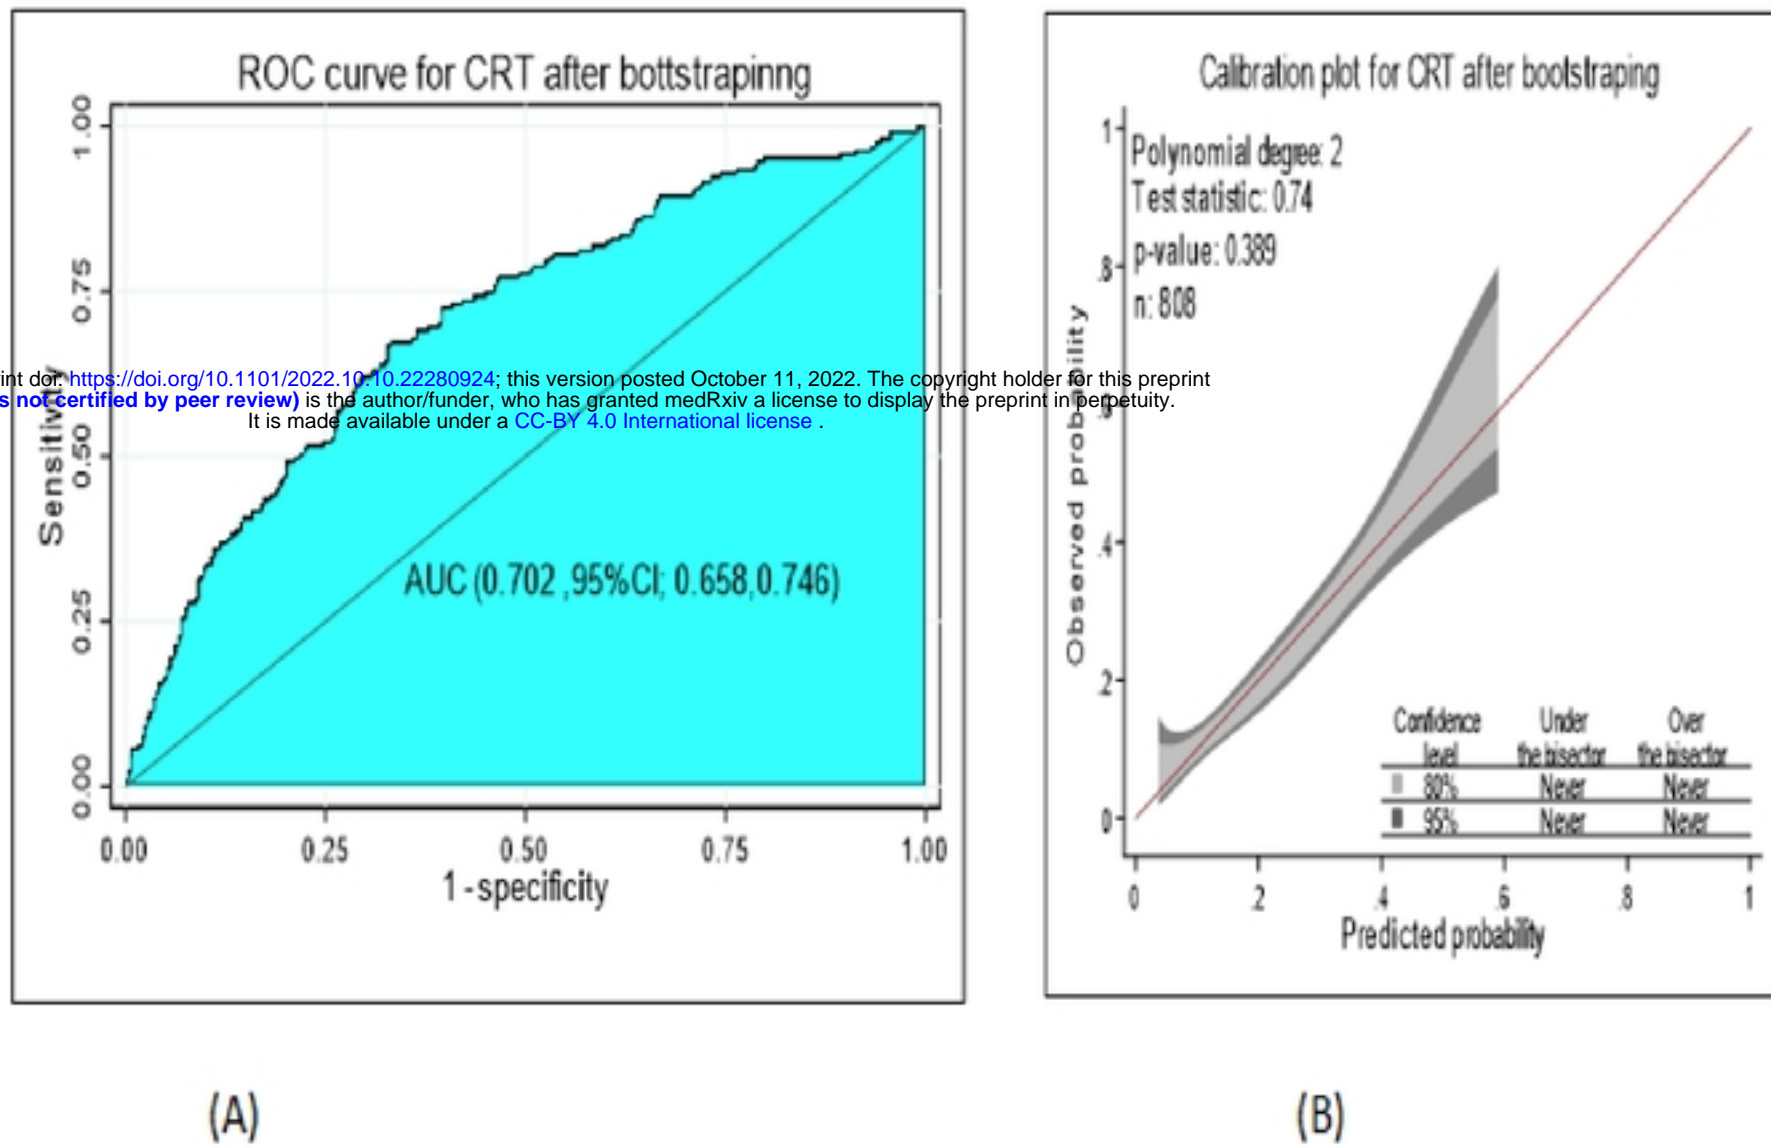 ROC curve for CRT after bottstrapinng
1.00
0.75
0.50
0.25
0.00
Sensitivity
AUC (0.702 ,95%CI; 0.658,0.746)
0.00 0.25 0.50 0.75 1.00
1 - specificity
(A)
int doi: https://doi.org/10.1101/2022.10.10.22280924; this version posted October 11, 2022. The copyright holder for this preprint
s not certified by peer review) is the author/funder, who has granted medRxiv a license to display the preprint in perpetuity.
It is made available under a CC-BY 4.0 International license .
Calibration plot for CRT after bootstraping
Polynomial degree: 2
Test statistic: 0.74
p-value: 0.389
n: 808
1
.8
.4
.2
0
Observed probability
Confidence level Under the bisector Over the bisector
80% Never Never
95% Never Never
0 .2 .4 .6 .8 1
Predicted probability
(B)